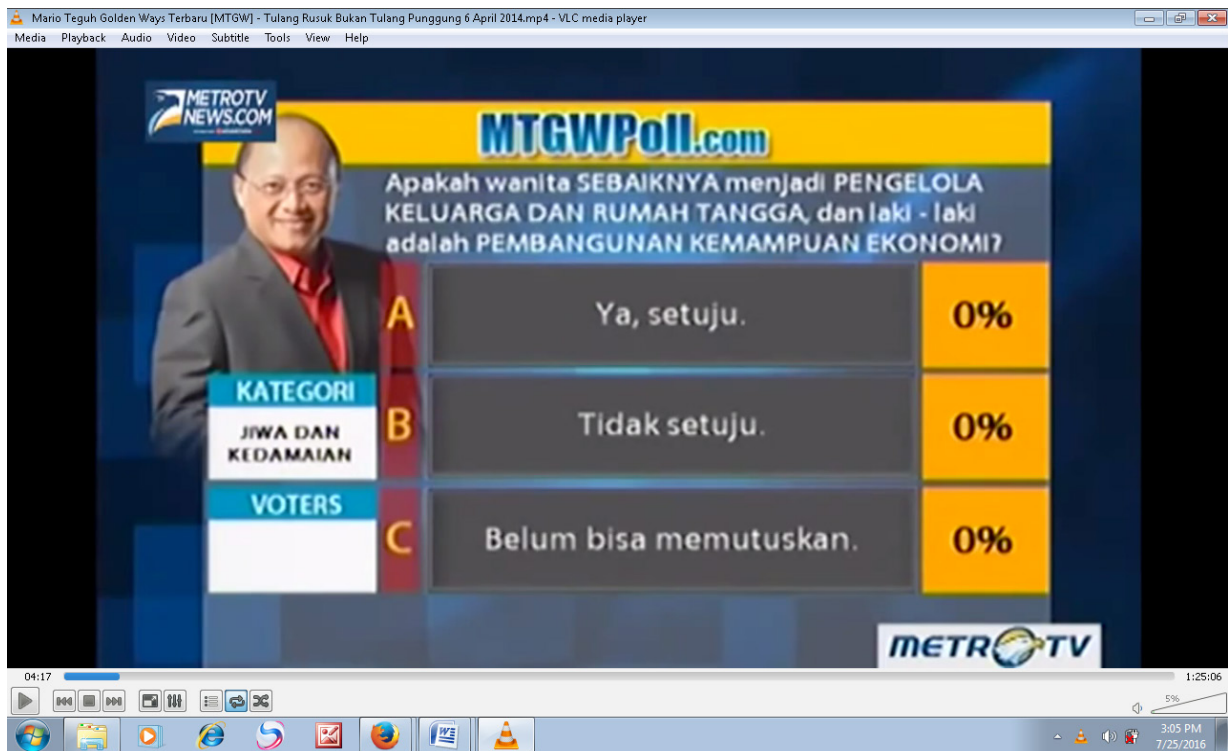 Mario Teguh Golden Ways Terbaru [MTGW] - Tulang Rusuk Bukan Tulang Punggung 6 April 2014.mp4 - VLC media player
Media Playback Audio Video Subtitle Tools View Help
METROTV
NEWS.COM
MTGWPoll.com
Apakah wanita SEBAIKNYA menjadi PENGELOLA
KELUARGA DAN RUMAH TANGGA, dan laki - laki
adalah PEMBANGUNAN KEMAMPUAN EKONOMI?
A Ya, setuju. 0%
KATEGORI
JIWA DAN
KEDAMAIAN
B Tidak setuju. 0%
VOTERS
C Belum bisa memutuskan. 0%
METRO TV
04:17 1:25:06
5%
3:05 PM
7/25/2016